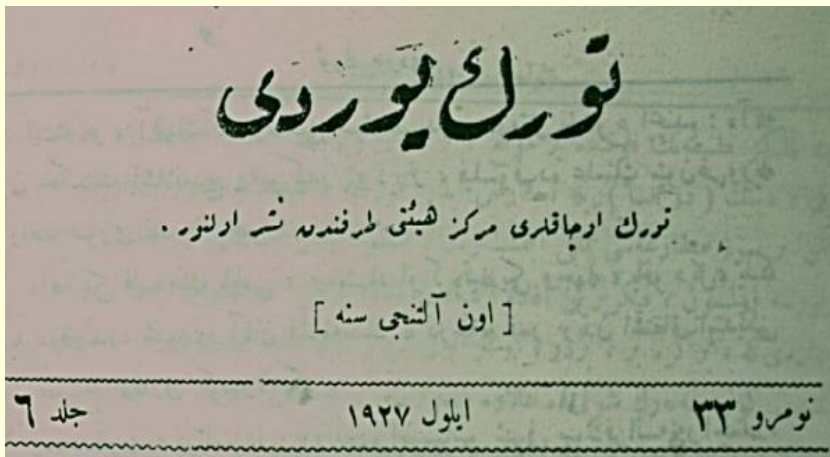 تورك يوردى
تورك اوجاقلرى مركز هيئتى طرفندن نشر اولنور .
[ اون آلتنجى سنه ]
نومرو ٣٣ ايلول ١٩٢٧ جلد ٦